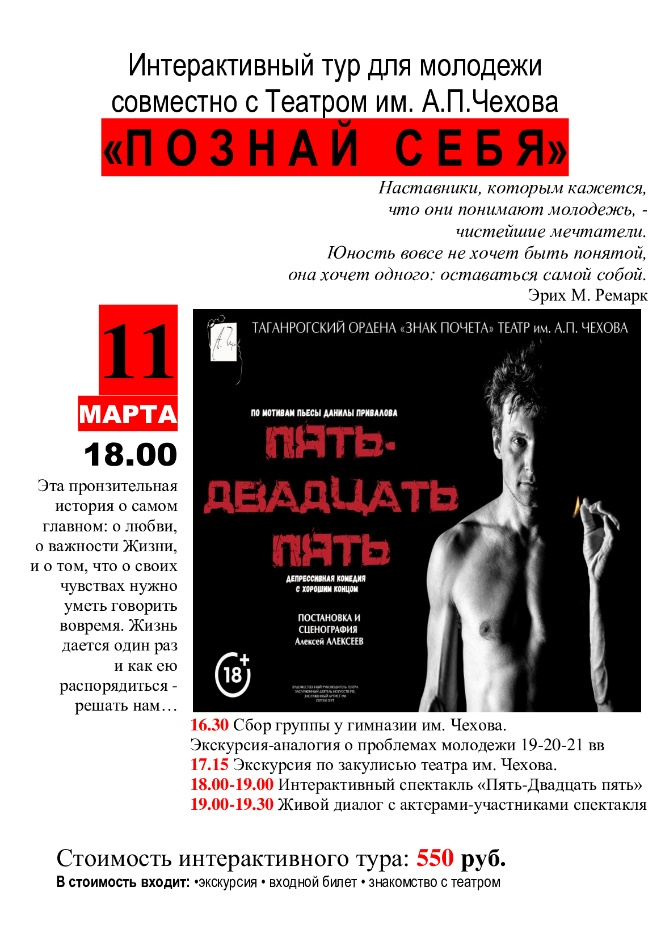 Интерактивный тур для молодежи
совместно с Театром им. А.П.Чехова
«ПОЗНАЙ СЕБЯ»
Наставники, которым кажется,
что они понимают молодежь, -
чистейшие мечтатели.
Юность вовсе не хочет быть понятой,
она хочет одного: оставаться самой собой.
Эрих М. Ремарк
11
МАРТА
18.00
Эта пронзительная
история о самом
главном: о любви,
о важности Жизни,
и о том, что о своих
чувствах нужно
уметь говорить
вовремя. Жизнь
дается один раз
и как ею
распорядиться -
решать нам…
ТАГАНРОГСКИЙ ОРДЕНА «ЗНАК ПОЧЕТА» ТЕАТР им. А.П. ЧЕХОВА
ПО МОТИВАМ ПЬЕСЫ ДАНИЛЫ ПРИВАЛОВА
ПЯТЬ-
ДВАДЦАТЬ
ПЯТЬ
ДЕПРЕССИВНАЯ КОМЕДИЯ
С ХОРОШИМ КОНЦОМ
ПОСТАНОВКА И
СЦЕНОГРАФИЯ
Алексей АЛЕКСЕЕВ
18+
16.30 Сбор группы у гимназии им. Чехова.
Экскурсия-аналогия о проблемах молодежи 19-20-21 вв
17.15 Экскурсия по закулисью театра им. Чехова.
18.00-19.00 Интерактивный спектакль «Пять-Двадцать пять»
19.00-19.30 Живой диалог с актерами-участниками спектакля
Стоимость интерактивного тура: 550 руб.
В стоимость входит: •экскурсия • входной билет • знакомство с театром